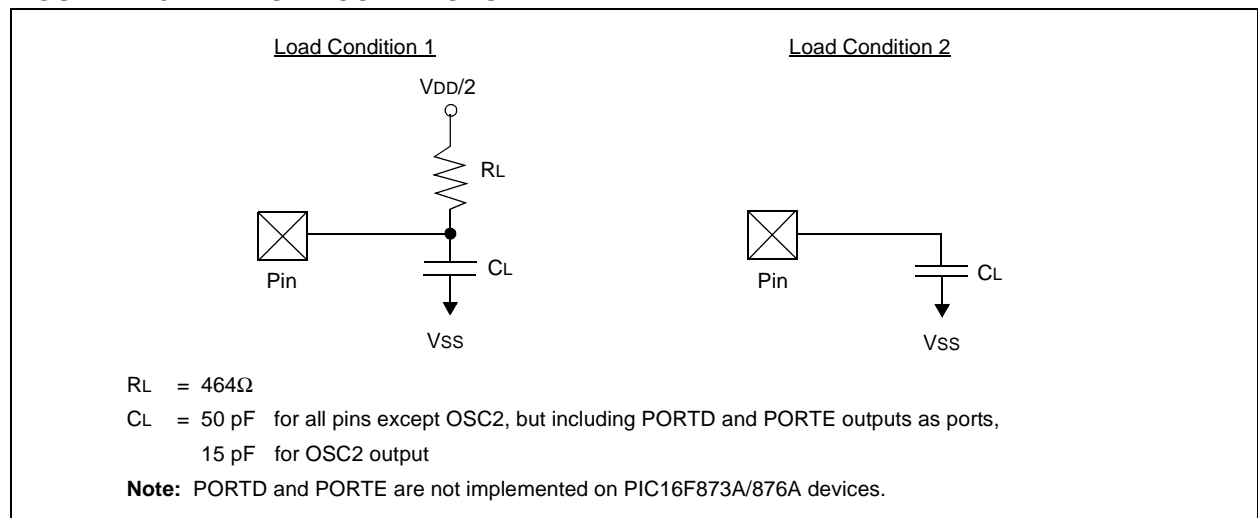 Load Condition 1
Load Condition 2
VDD/2
RL
Pin
CL
VSS
Pin
CL
VSS
RL = 464Ω
CL = 50 pF for all pins except OSC2, but including PORTD and PORTE outputs as ports,
15 pF for OSC2 output
Note: PORTD and PORTE are not implemented on PIC16F873A/876A devices.